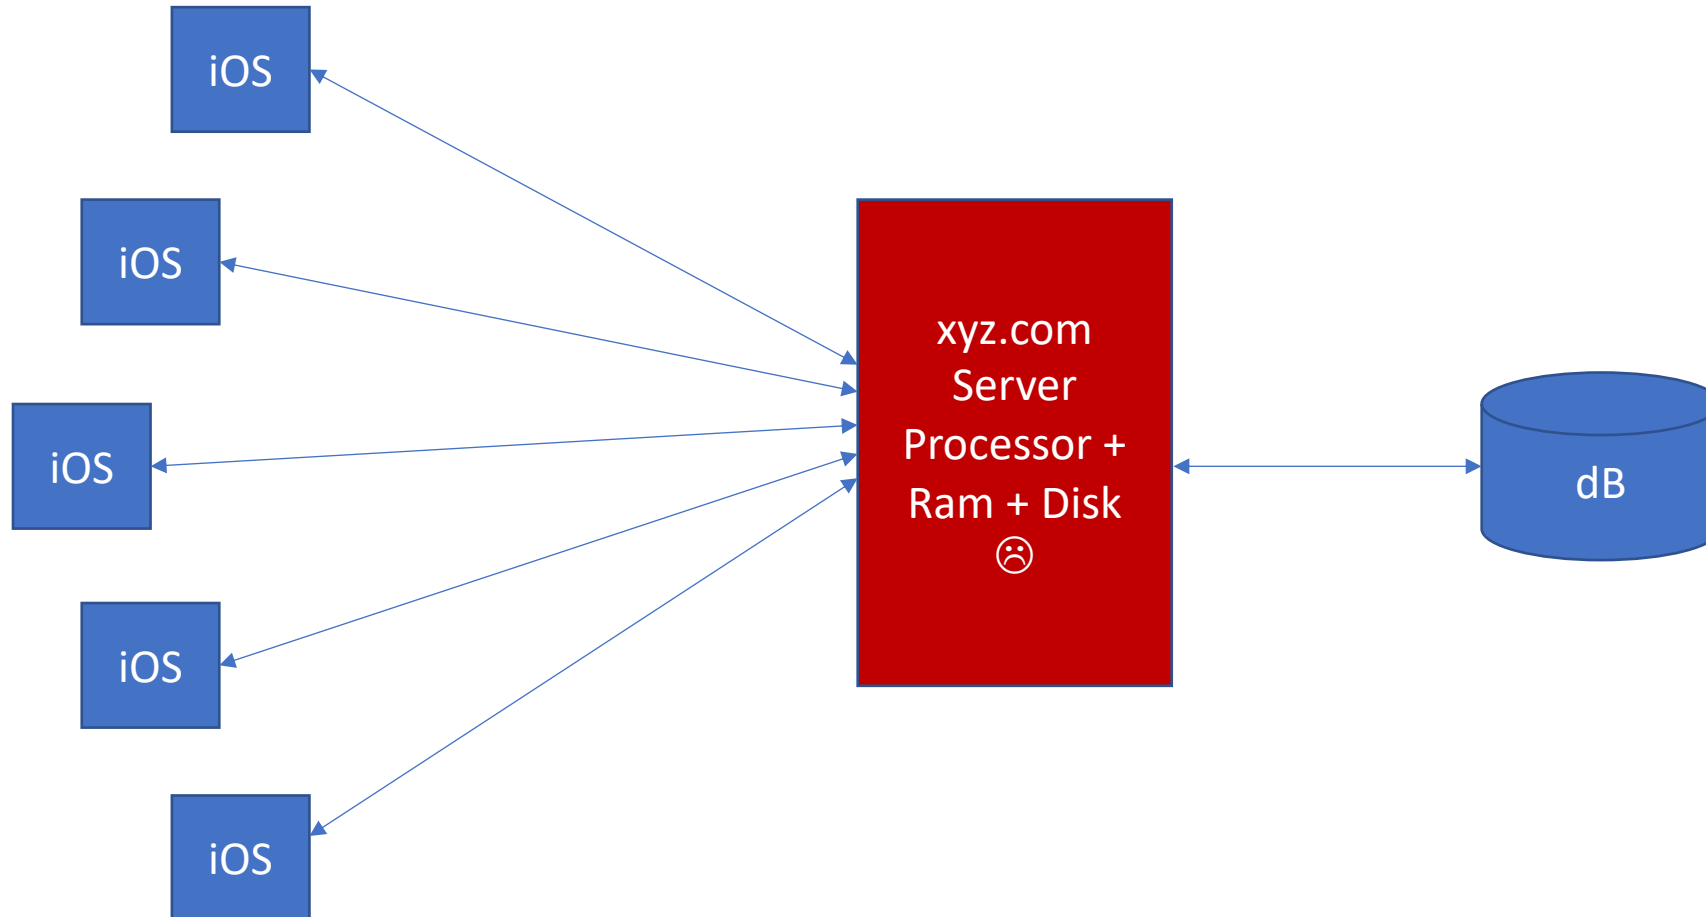 iOS
iOS
iOS
iOS
iOS
xyz.com
Server
Processor +
Ram + Disk
☹
dB